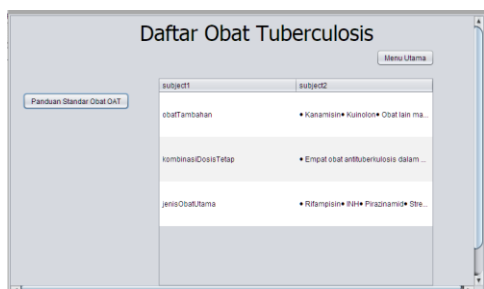 Daftar Obat Tuberculosis
Menu Utama
Panduan Standar Obat OAT
subject1 subject2
obatTambahan • Kanamisin• Kuinolon• Obat lain ma...
kombinasiDosisTetap • Empat obat antituberkulosis dalam ...
jenisObatUtama • Rifampisin• INH• Pirazinamid• Stre...